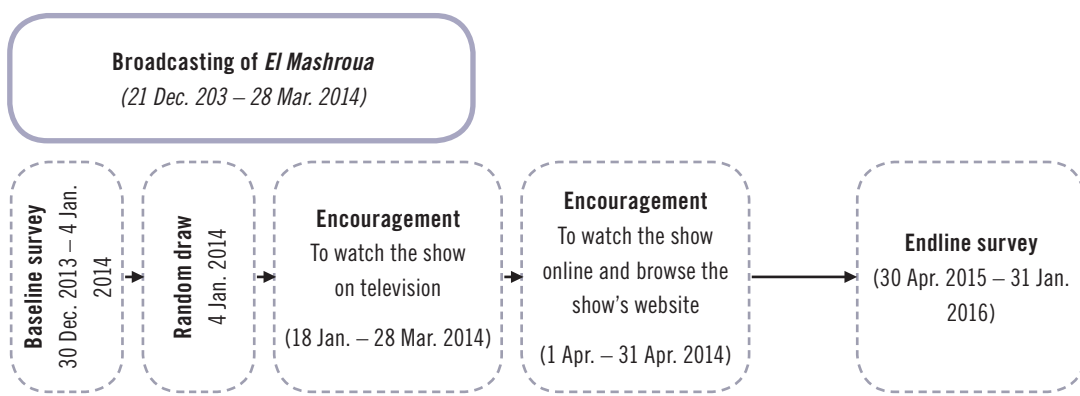 Broadcasting of El Mashroua
(21 Dec. 203 – 28 Mar. 2014)
Baseline survey
30 Dec. 2013 – 4 Jan.
2014
Random draw
4 Jan. 2014
Encouragement
To watch the show
on television
(18 Jan. – 28 Mar. 2014)
Encouragement
To watch the show
online and browse the
show’s website
(1 Apr. – 31 Apr. 2014)
Endline survey
(30 Apr. 2015 – 31 Jan.
2016)